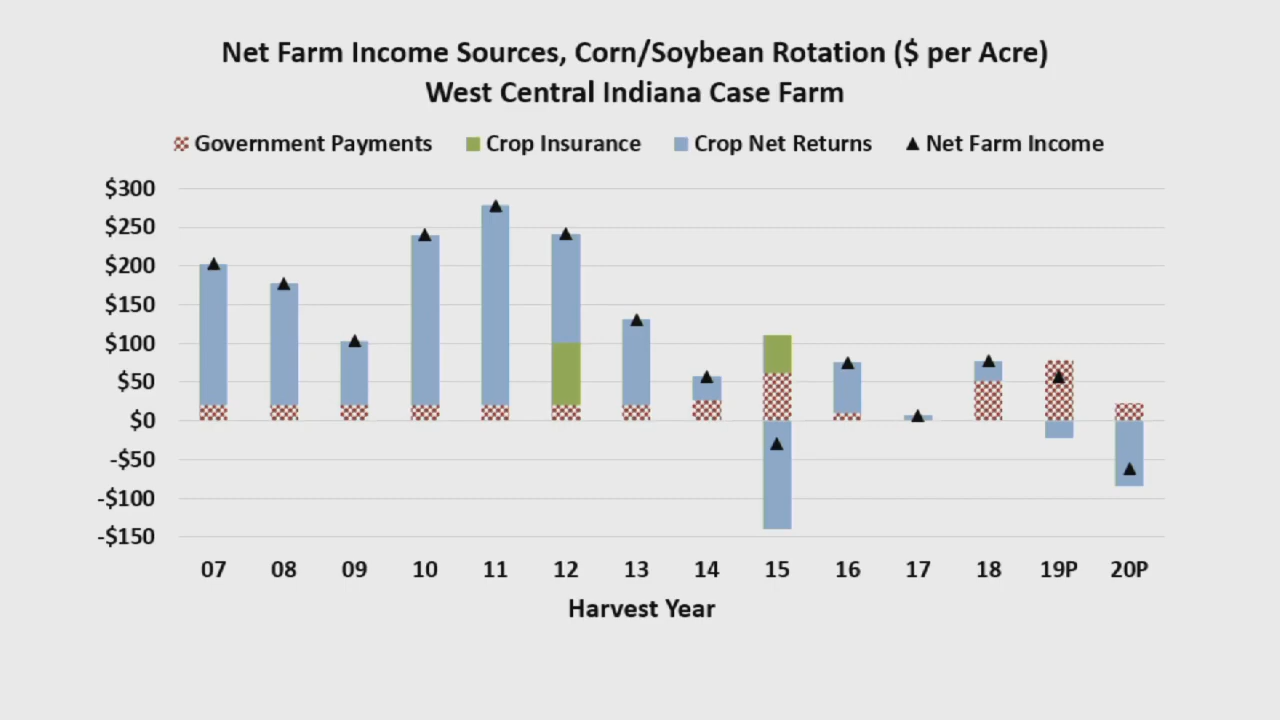 Net Farm Income Sources, Corn/Soybean Rotation ($ per Acre)
West Central Indiana Case Farm
Government Payments Crop Insurance Crop Net Returns Net Farm Income
$300
$250
$200
$150
$100
$50
$0
-$50
-$100
-$150
07 08 09 10 11 12 13 14 15 16 17 18 19P 20P
Harvest Year